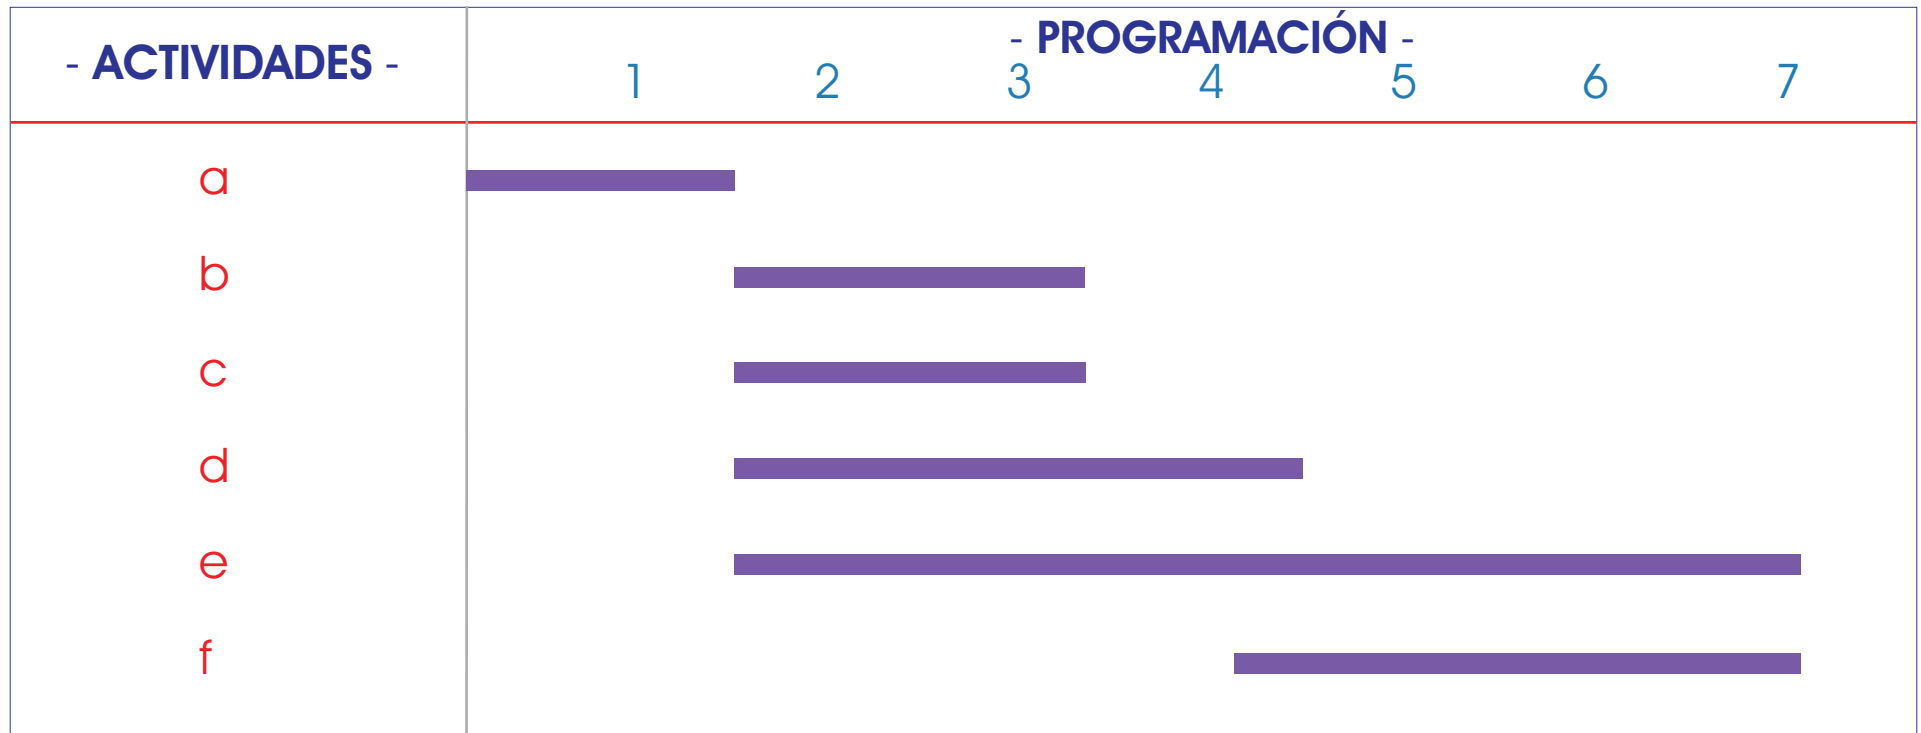 - PROGRAMACIÓN -
- ACTIVIDADES -
1 2 3 4 5 6 7
a
b
c
d
e
f